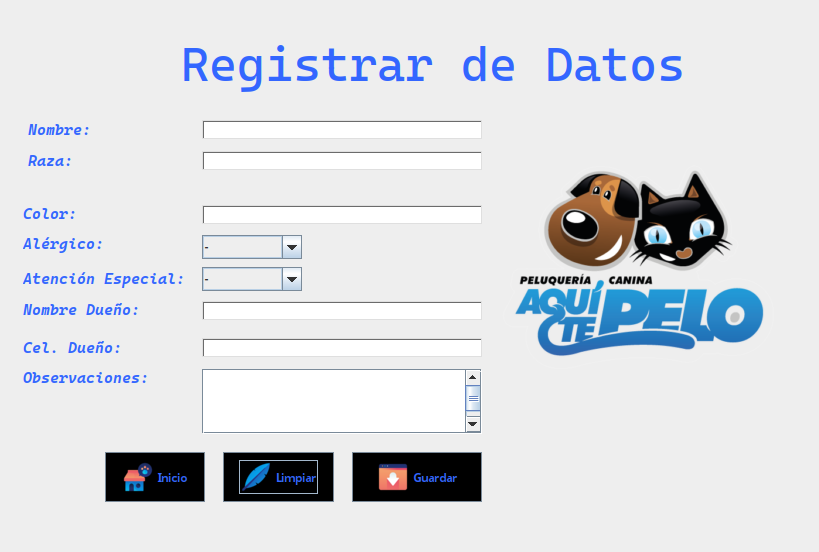 Registrar de Datos
Nombre:
Raza:
Color:
Alérgico:
-
Atención Especial:
-
Nombre Dueño:
Cel. Dueño:
Observaciones:
Inicio
Limpiar
Guardar
PELUQUERÍA CANINA
AQUÍ
TE PELO